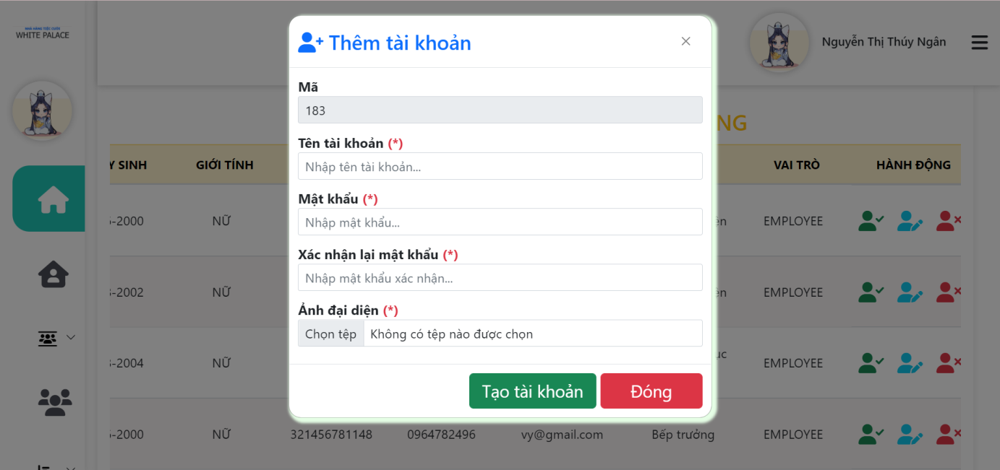 NHÀ HÀNG TIỆC CƯỚI
WHITE PALACE
Nguyễn Thị Thúy Ngân
Thêm tài khoản
Mã
183
Tên tài khoản (*)
Nhập tên tài khoản...
Mật khẩu (*)
Nhập mật khẩu...
Xác nhận lại mật khẩu (*)
Nhập mật khẩu xác nhận...
Ảnh đại diện (*)
Chọn tệp Không có tệp nào được chọn
Tạo tài khoản Đóng
NG
Y SINH GIỚI TÍNH VAI TRÒ HÀNH ĐỘNG
-2000 NỮ ên EMPLOYEE
-2002 NỮ ên EMPLOYEE
-2004 NỮ ục EMPLOYEE
-2000 NỮ 321456781148 0964782496 vy@gmail.com Bếp trưởng EMPLOYEE